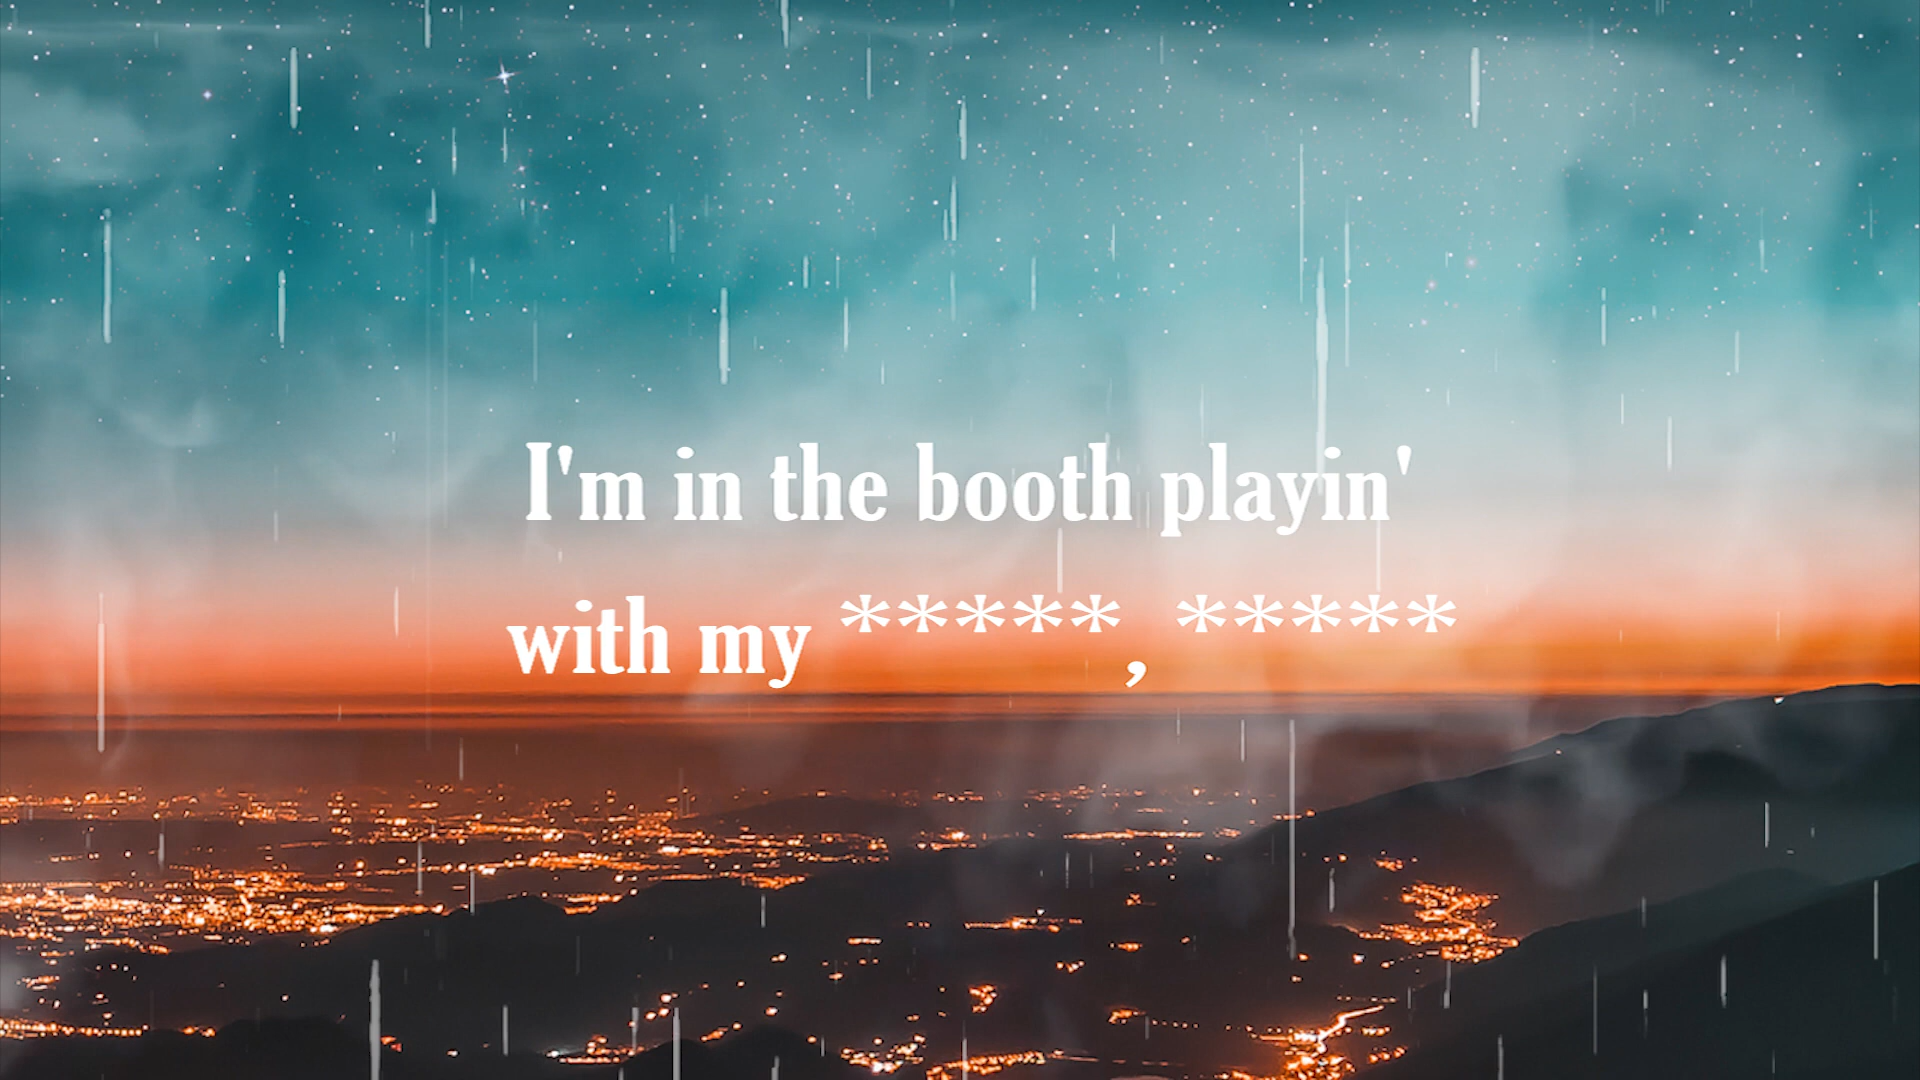 I'm in the booth playin'
with my *****, *****